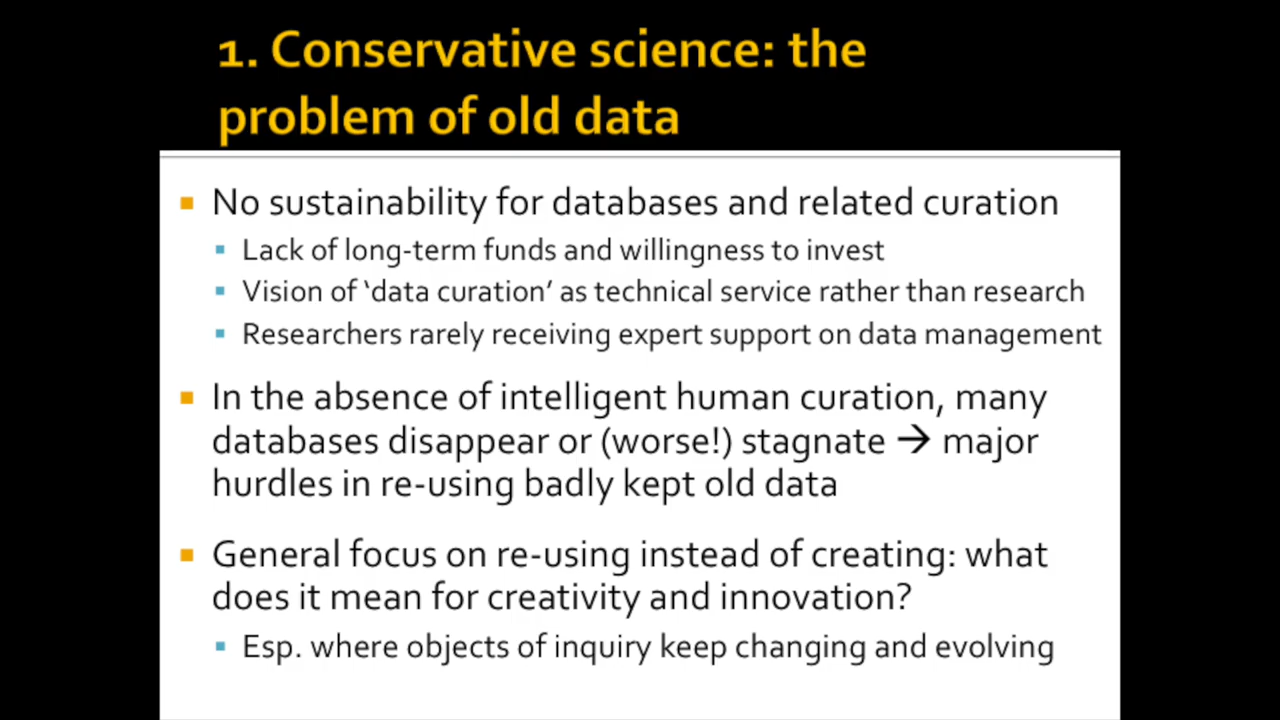 1. Conservative science: the
problem of old data
No sustainability for databases and related curation
Lack of long-term funds and willingness to invest
Vision of ‘data curation’ as technical service rather than research
Researchers rarely receiving expert support on data management
In the absence of intelligent human curation, many
databases disappear or (worse!) stagnate → major
hurdles in re-using badly kept old data
General focus on re-using instead of creating: what
does it mean for creativity and innovation?
Esp. where objects of inquiry keep changing and evolving